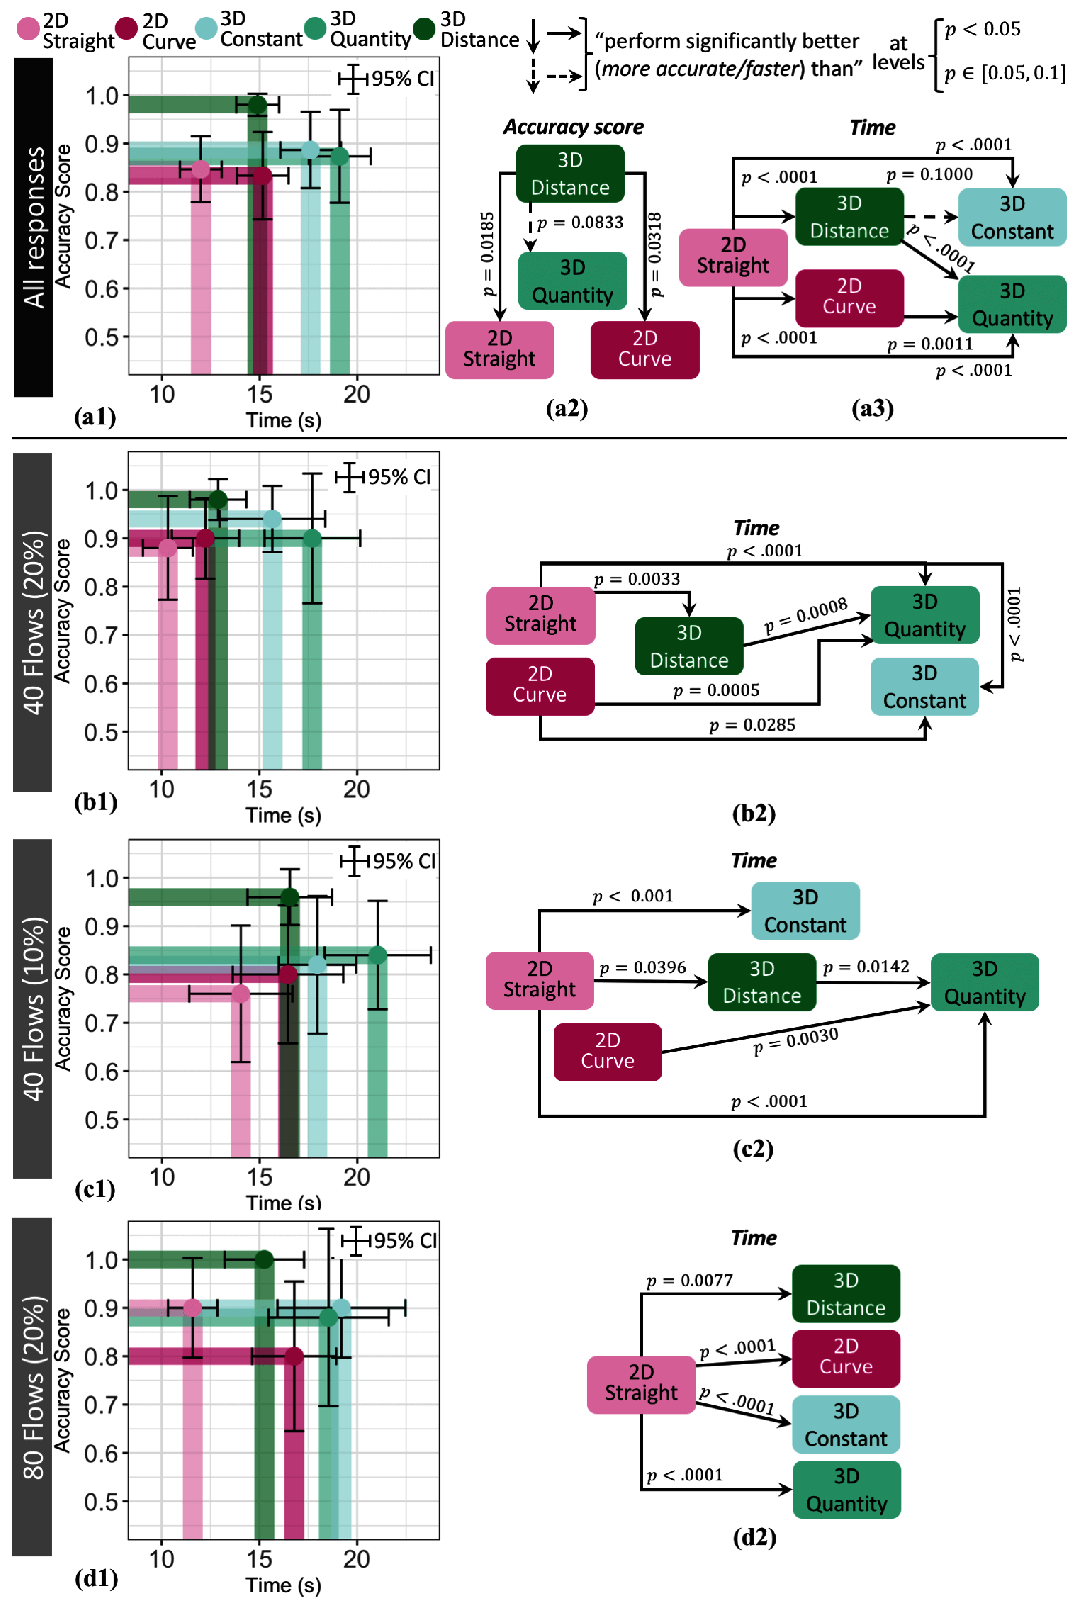 2D Straight
2D Curve
3D Constant
3D Quantity
3D Distance
"perform significantly better
(more accurate/faster) than"
at
levels
p < 0.05
p ∈ [0.05, 0.1]
All responses
Accuracy Score
1.0
0.9
0.8
0.7
0.6
0.5
95% CI
10
15
20
Time (s)
(a1)
Accuracy score
3D
Distance
p = 0.0185
p = 0.0833
p = 0.0318
3D
Quantity
2D
Straight
2D
Curve
(a2)
Time
p < .0001
p < .0001
p = 0.1000
3D
Distance
3D
Constant
p < .0001
2D
Straight
2D
Curve
3D
Quantity
p < .0001
p = 0.0011
p < .0001
(a3)
40 Flows (20%)
Accuracy Score
1.0
0.9
0.8
0.7
0.6
0.5
95% CI
10
15
20
Time (s)
(b1)
Time
p < .0001
p = 0.0033
2D
Straight
3D
Distance
p = 0.0008
3D
Quantity
p < .0001
2D
Curve
p = 0.0005
3D
Constant
p = 0.0285
(b2)
40 Flows (10%)
Accuracy Score
1.0
0.9
0.8
0.7
0.6
0.5
95% CI
10
15
20
Time (s)
(c1)
Time
p < 0.001
3D
Constant
2D
Straight
p = 0.0396
3D
Distance
p = 0.0142
3D
Quantity
2D
Curve
p = 0.0030
p < .0001
(c2)
80 Flows (20%)
Accuracy Score
1.0
0.9
0.8
0.7
0.6
0.5
95% CI
10
15
20
Time (s)
(d1)
Time
p = 0.0077
3D
Distance
p < .0001
2D
Curve
2D
Straight
p < .0001
3D
Constant
p < .0001
3D
Quantity
(d2)